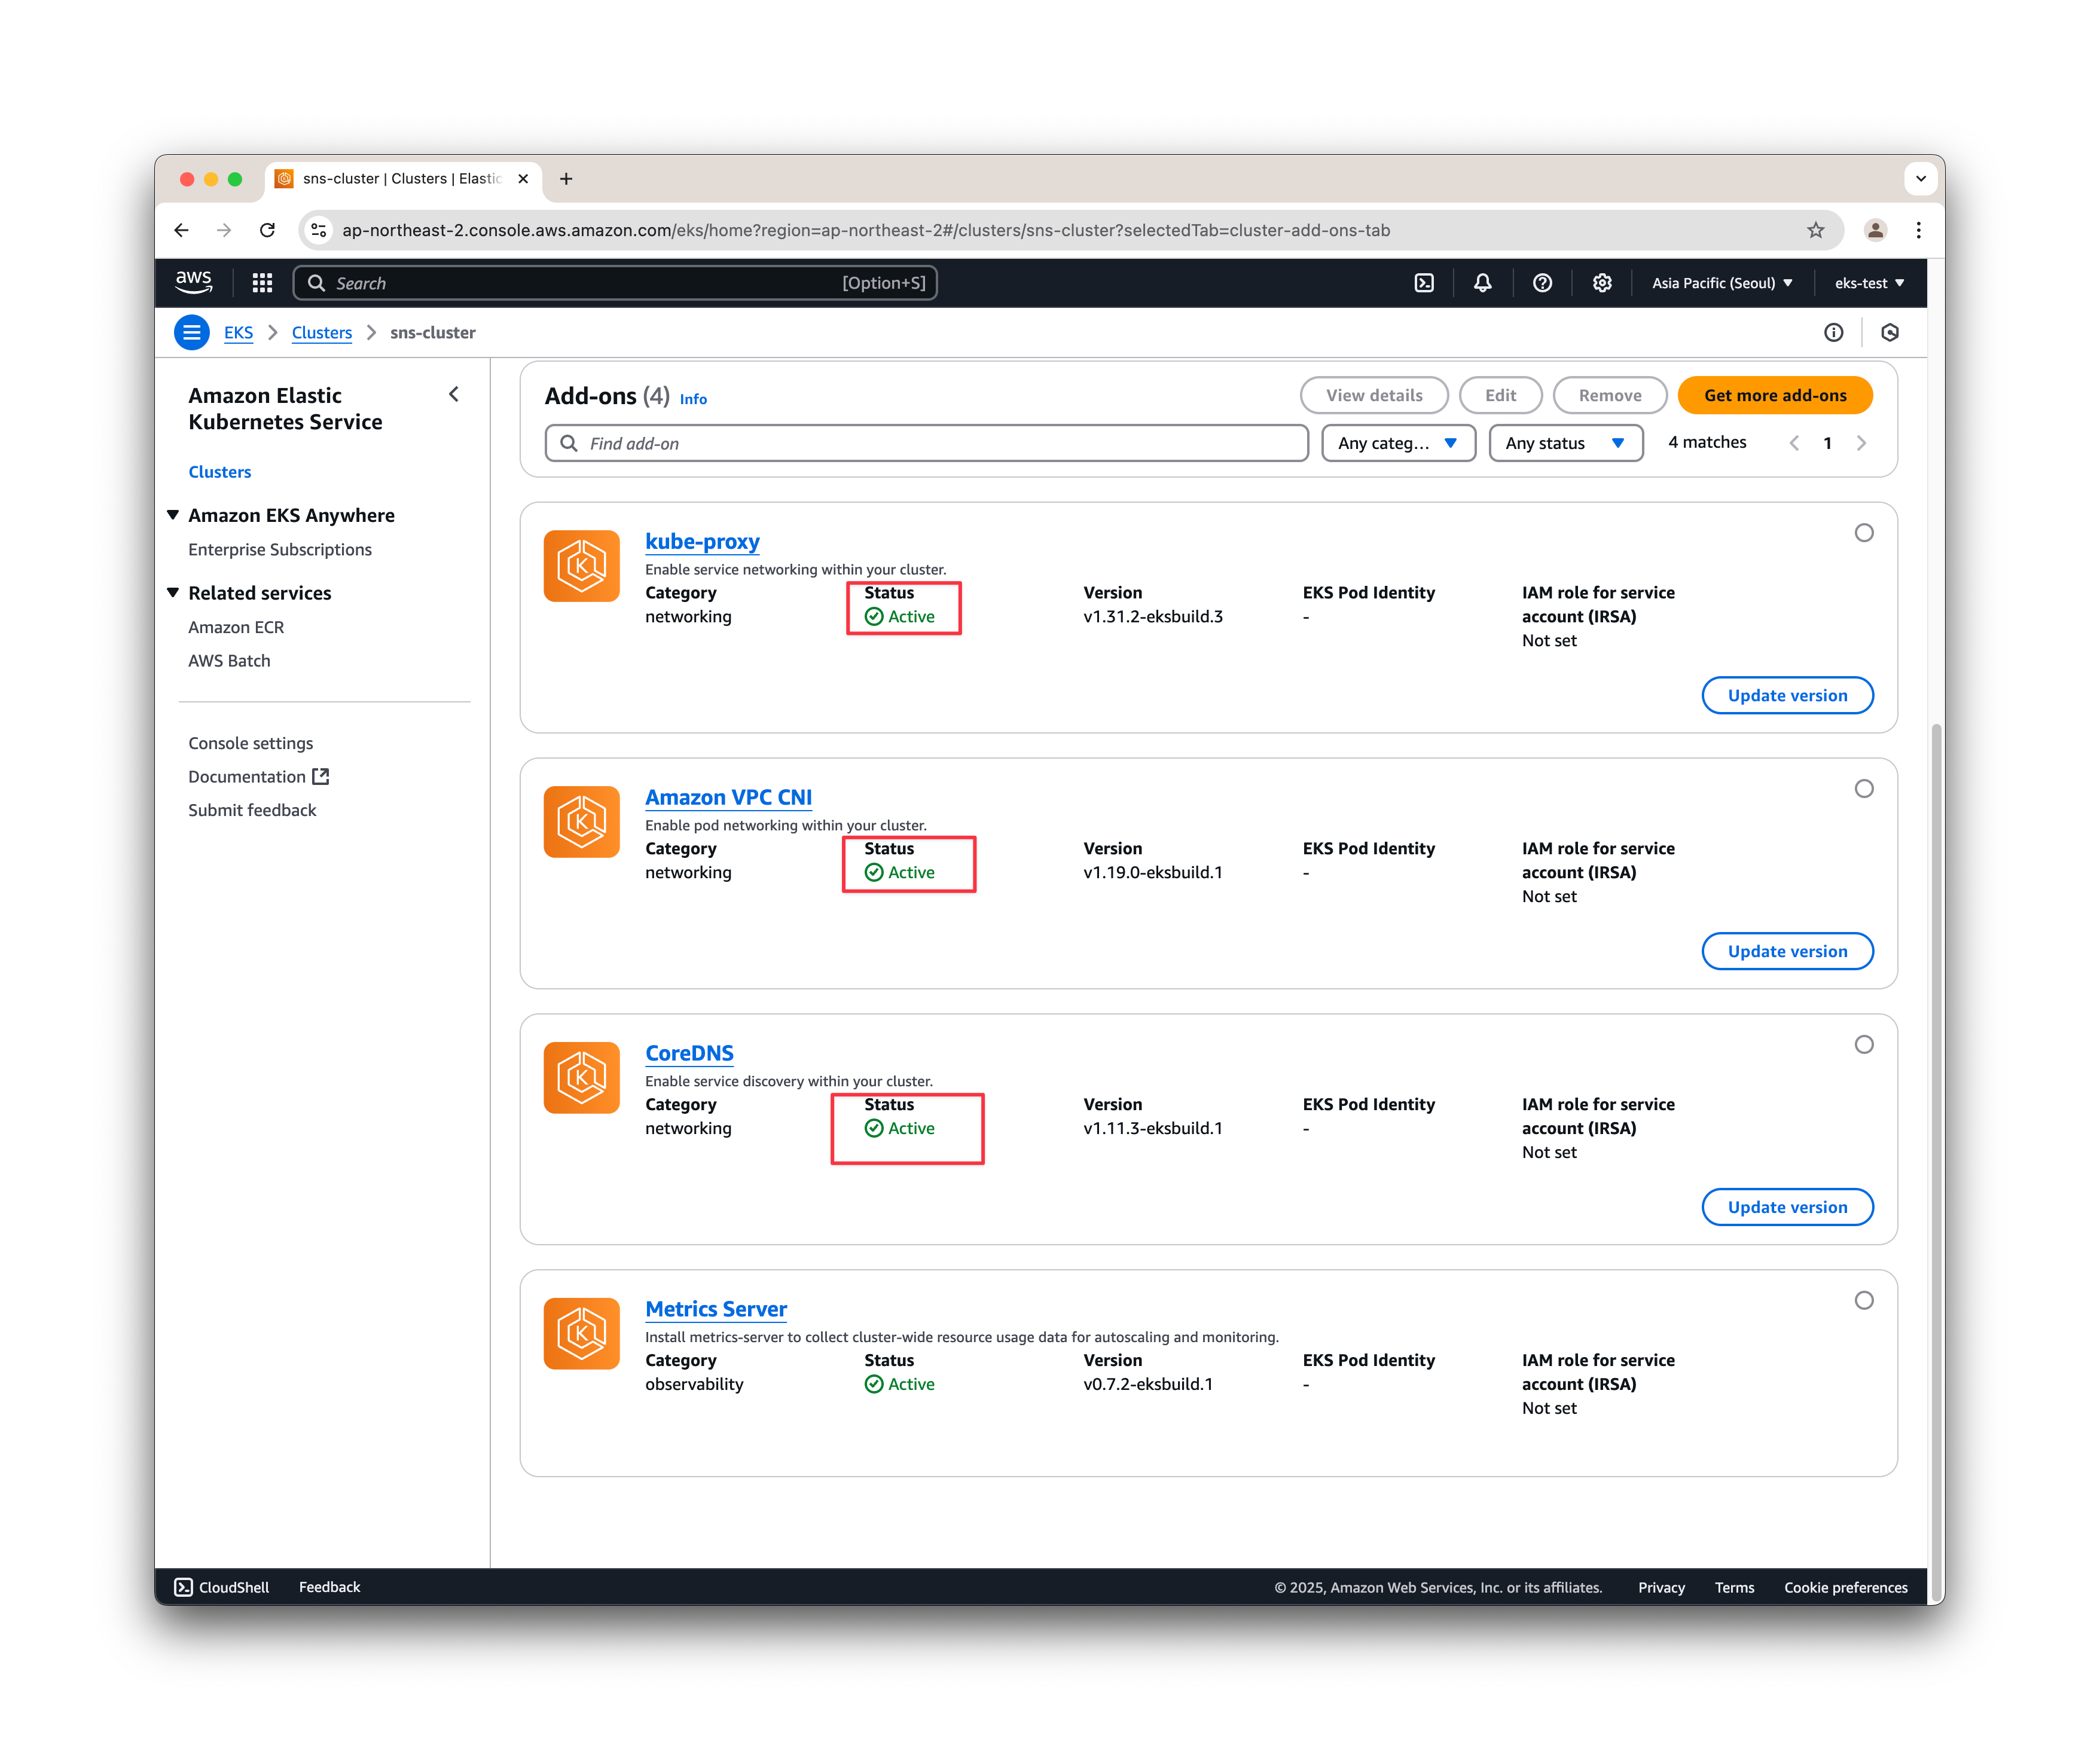 sns-cluster | Clusters | Elastic
ap-northeast-2.console.aws.amazon.com/eks/home?region=ap-northeast-2#/clusters/sns-cluster?selectedTab=cluster-add-ons-tab
aws
Search
[Option+S]
Asia Pacific (Seoul)
eks-test
EKS
Clusters
sns-cluster
Amazon Elastic
Kubernetes Service
Clusters
Amazon EKS Anywhere
Enterprise Subscriptions
Related services
Amazon ECR
AWS Batch
Console settings
Documentation
Submit feedback
Add-ons (4) Info
View details
Edit
Remove
Get more add-ons
Find add-on
Any categ...
Any status
4 matches
1
kube-proxy
Enable service networking within your cluster.
Category
networking
Status
Active
Version
v1.31.2-eksbuild.3
EKS Pod Identity
-
IAM role for service
account (IRSA)
Not set
Update version
Amazon VPC CNI
Enable pod networking within your cluster.
Category
networking
Status
Active
Version
v1.19.0-eksbuild.1
EKS Pod Identity
-
IAM role for service
account (IRSA)
Not set
Update version
CoreDNS
Enable service discovery within your cluster.
Category
networking
Status
Active
Version
v1.11.3-eksbuild.1
EKS Pod Identity
-
IAM role for service
account (IRSA)
Not set
Update version
Metrics Server
Install metrics-server to collect cluster-wide resource usage data for autoscaling and monitoring.
Category
observability
Status
Active
Version
v0.7.2-eksbuild.1
EKS Pod Identity
-
IAM role for service
account (IRSA)
Not set
CloudShell
Feedback
© 2025, Amazon Web Services, Inc. or its affiliates.
Privacy
Terms
Cookie preferences